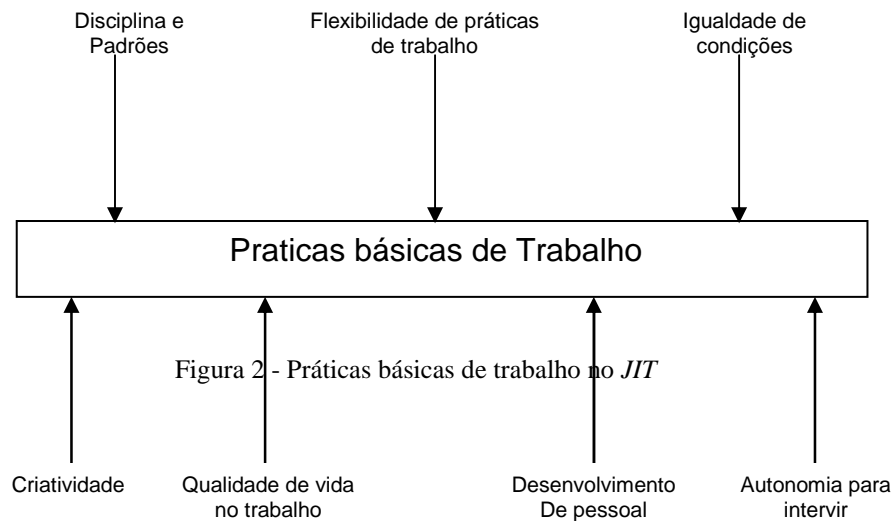 Disciplina e
Padrões
Flexibilidade de práticas
de trabalho
Igualdade de
condições
Praticas básicas de Trabalho
Figura 2 - Práticas básicas de trabalho no JIT
Criatividade
Qualidade de vida
no trabalho
Desenvolvimento
De pessoal
Autonomia para
intervir